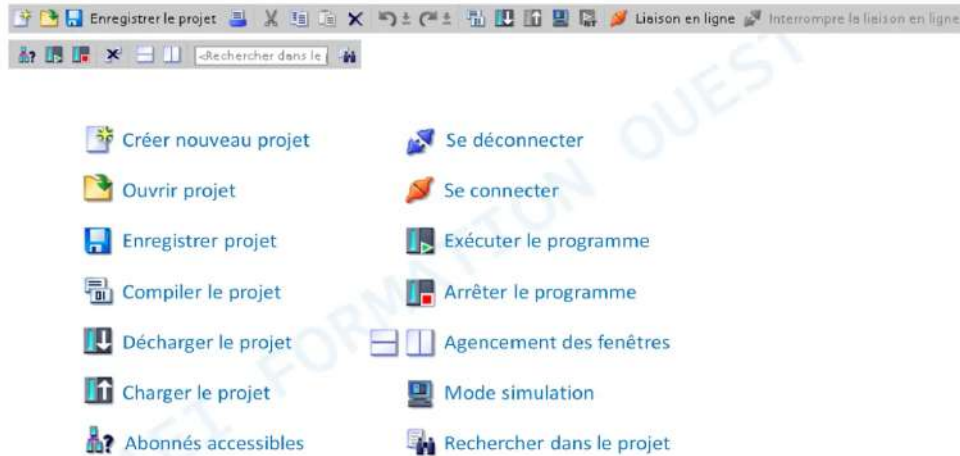 Enregistrer le projet Liaison en ligne Interrompre la liaison en ligne
<Rechercher dans le
Créer nouveau projet Se déconnecter
Ouvrir projet Se connecter
Enregistrer projet Exécuter le programme
Compiler le projet Arrêter le programme
Décharger le projet Agencement des fenêtres
Charger le projet Mode simulation
Abonnés accessibles Rechercher dans le projet
FORMATION OUEST